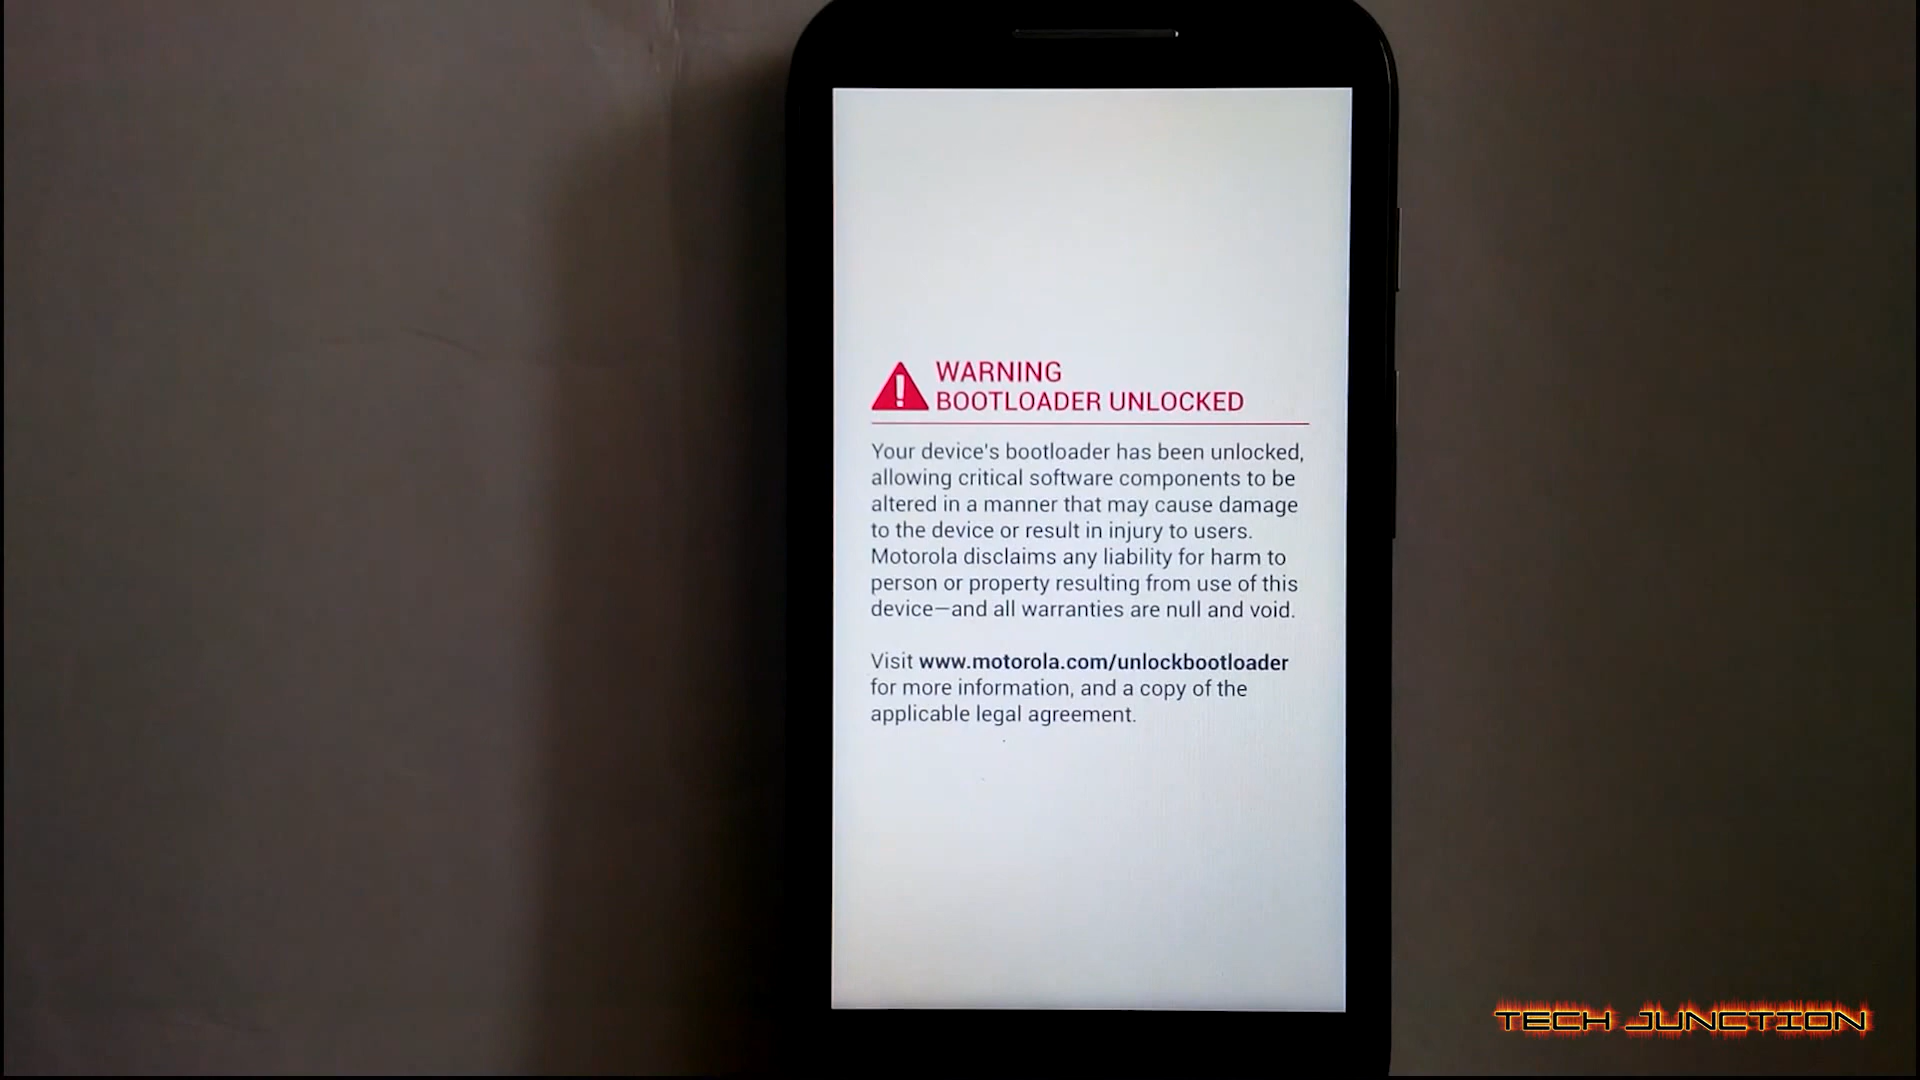 WARNING
BOOTLOADER UNLOCKED
Your device's bootloader has been unlocked,
allowing critical software components to be
altered in a manner that may cause damage
to the device or result in injury to users.
Motorola disclaims any liability for harm to
person or property resulting from use of this
device—and all warranties are null and void.
Visit www.motorola.com/unlockbootloader
for more information, and a copy of the
applicable legal agreement.
TECH JUNCTION